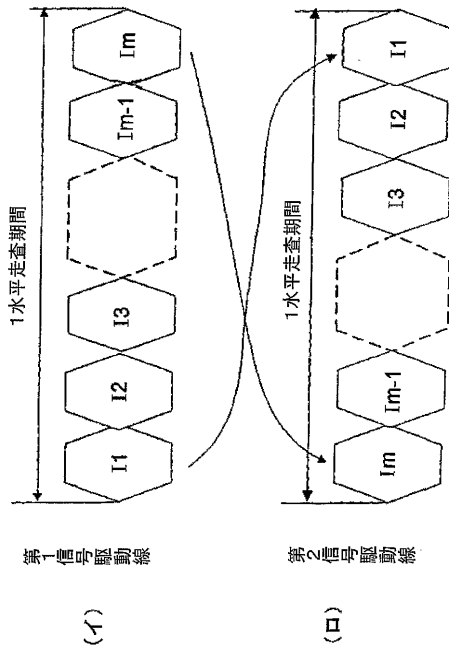 (イ)
第1信号駆動線
1水平走査期間
I1 I2 I3 Im-1 Im
(ロ)
第2信号駆動線
1水平走査期間
Im Im-1 I3 I2 I1